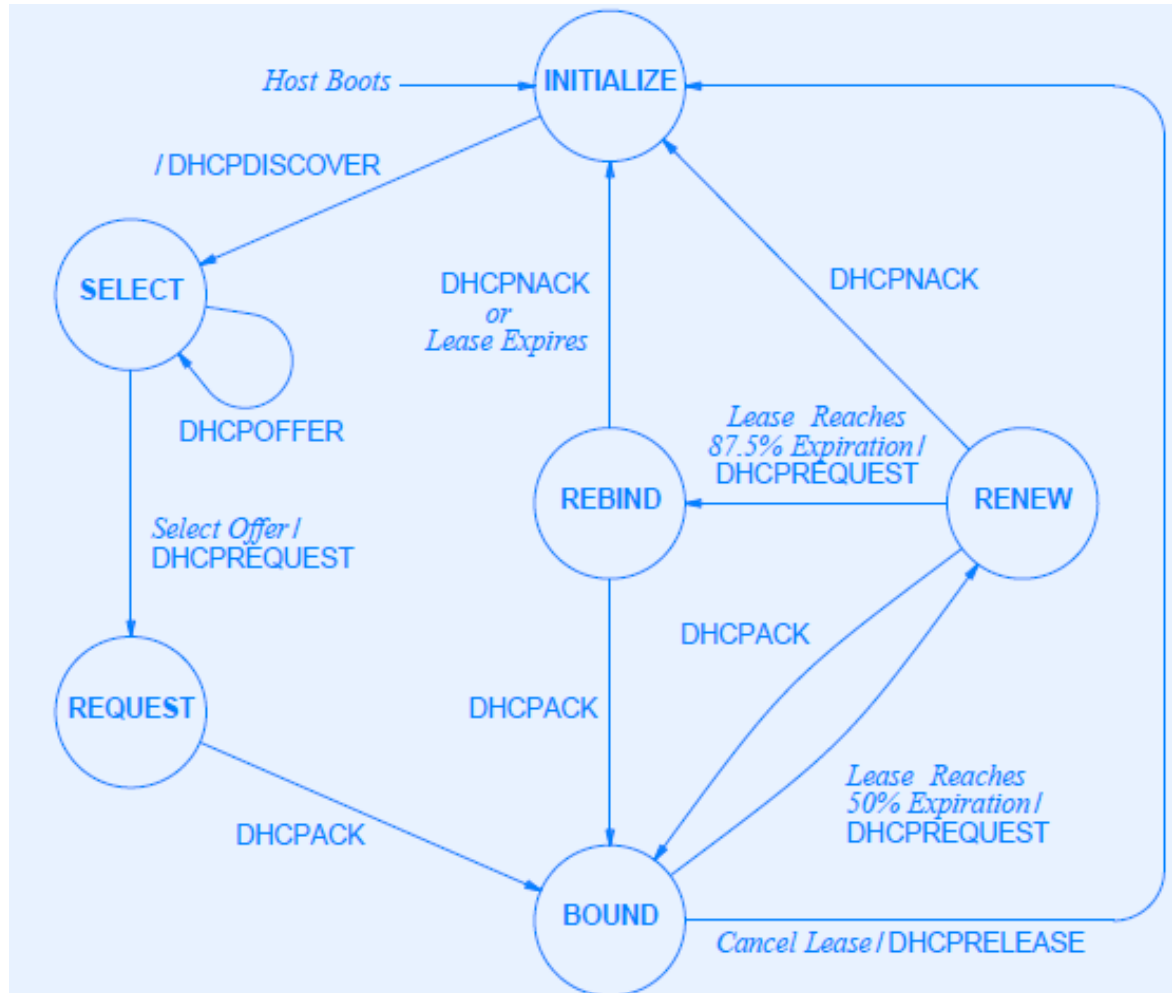 Host Boots
INITIALIZE
/ DHCPDISCOVER
SELECT
DHCPOFFER
DHCPNACK
or
Lease Expires
DHCPNACK
Lease Reaches
87.5% Expiration /
DHCPREQUEST
REBIND
RENEW
Select Offer /
DHCPREQUEST
DHCPACK
REQUEST
DHCPACK
DHCPACK
Lease Reaches
50% Expiration /
DHCPREQUEST
BOUND
Cancel Lease / DHCPRELEASE